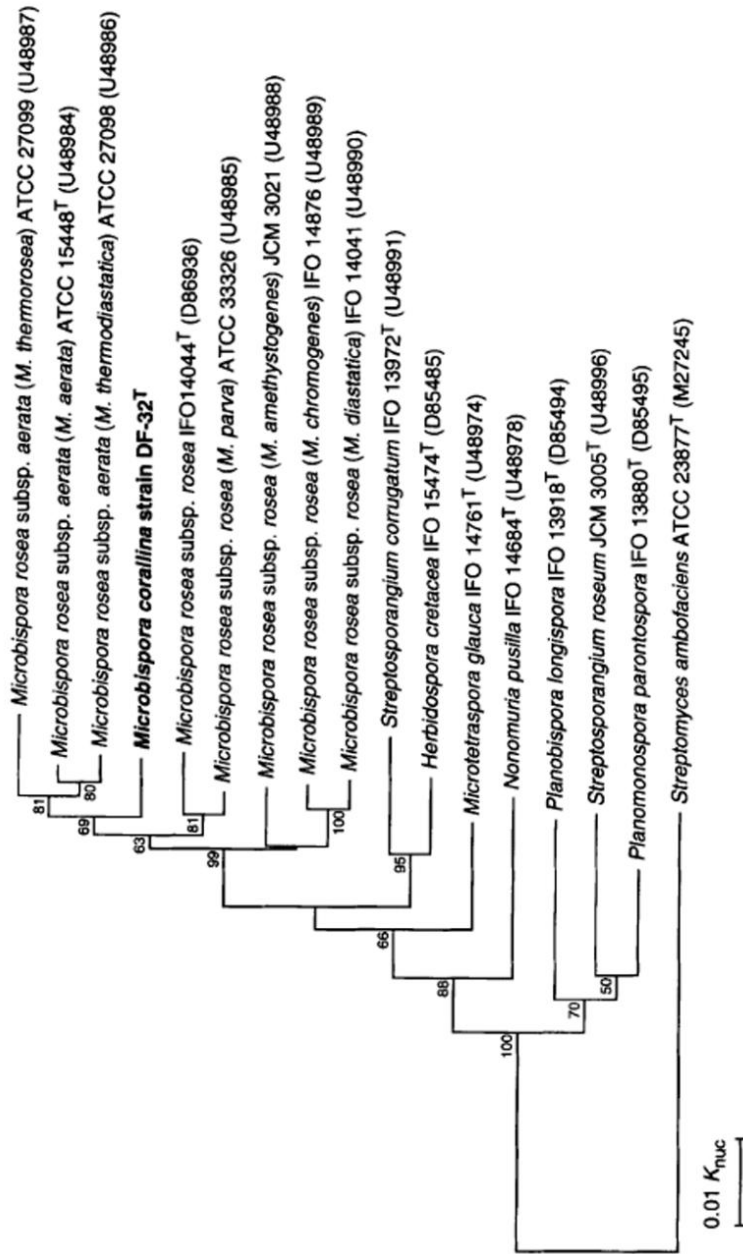 Microbispora rosea subsp. aerata (M. thermorosea) ATCC 27099 (U48987)
Microbispora rosea subsp. aerata (M. aerata) ATCC 15448T (U48984)
Microbispora rosea subsp. aerata (M. thermodiastatica) ATCC 27098 (U48986)
Microbispora corallina strain DF-32T
Microbispora rosea subsp. rosea IFO14044T (D86936)
Microbispora rosea subsp. rosea (M. parva) ATCC 33326 (U48985)
Microbispora rosea subsp. rosea (M. amethystogenes) JCM 3021 (U48988)
Microbispora rosea subsp. rosea (M. chromogenes) IFO 14876 (U48989)
Microbispora rosea subsp. rosea (M. diastatica) IFO 14041 (U48990)
Streptosporangium corrugatum IFO 13972T (U48991)
Herbidospora cretacea IFO 15474T (D85485)
Microtetraspora glauca IFO 14761T (U48974)
Nonomuria pusilla IFO 14684T (U48978)
Planobispora longispora IFO 13918T (D85494)
Streptosporangium roseum JCM 3005T (U48996)
Planomonospora parontospora IFO 13880T (D85495)
Streptomyces ambofaciens ATCC 23877T (M27245)
81
80
69
63
81
99
100
95
66
88
100
70
50
0.01 Knuc